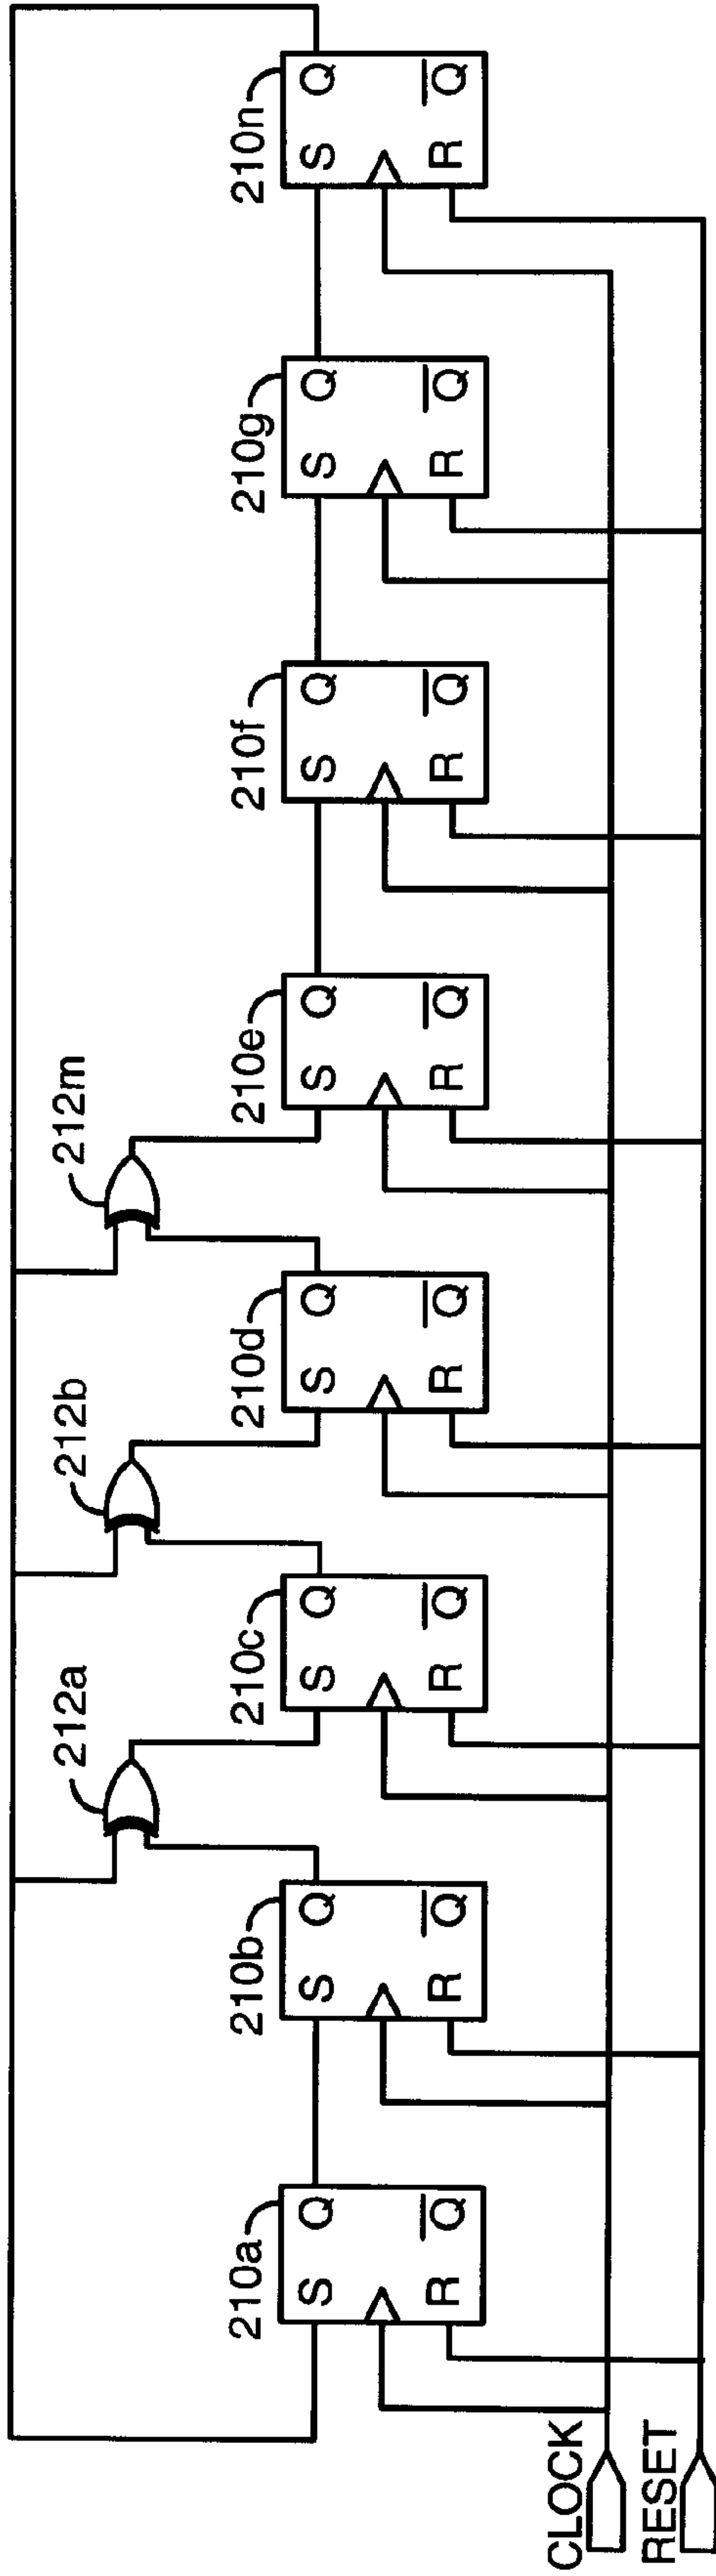 212a 212b 212m
210a 210b 210c 210d 210e 210f 210g 210n
S Q S Q S Q S Q S Q S Q S Q S Q
R Q̅ R Q̅ R Q̅ R Q̅ R Q̅ R Q̅ R Q̅ R Q̅
CLOCK
RESET